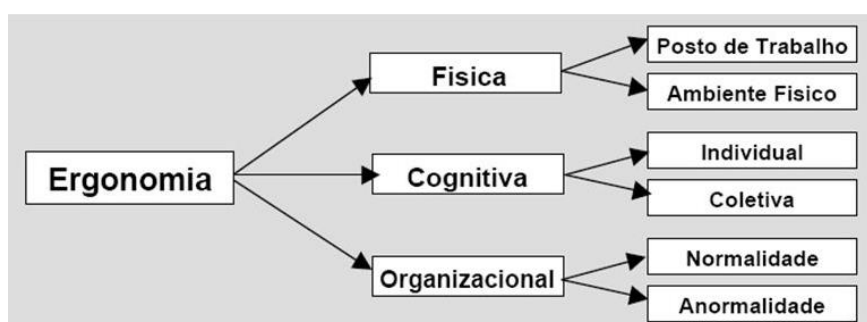 Ergonomia
Fisica
Posto de Trabalho
Ambiente Fisico
Cognitiva
Individual
Coletiva
Organizacional
Normalidade
Anormalidade